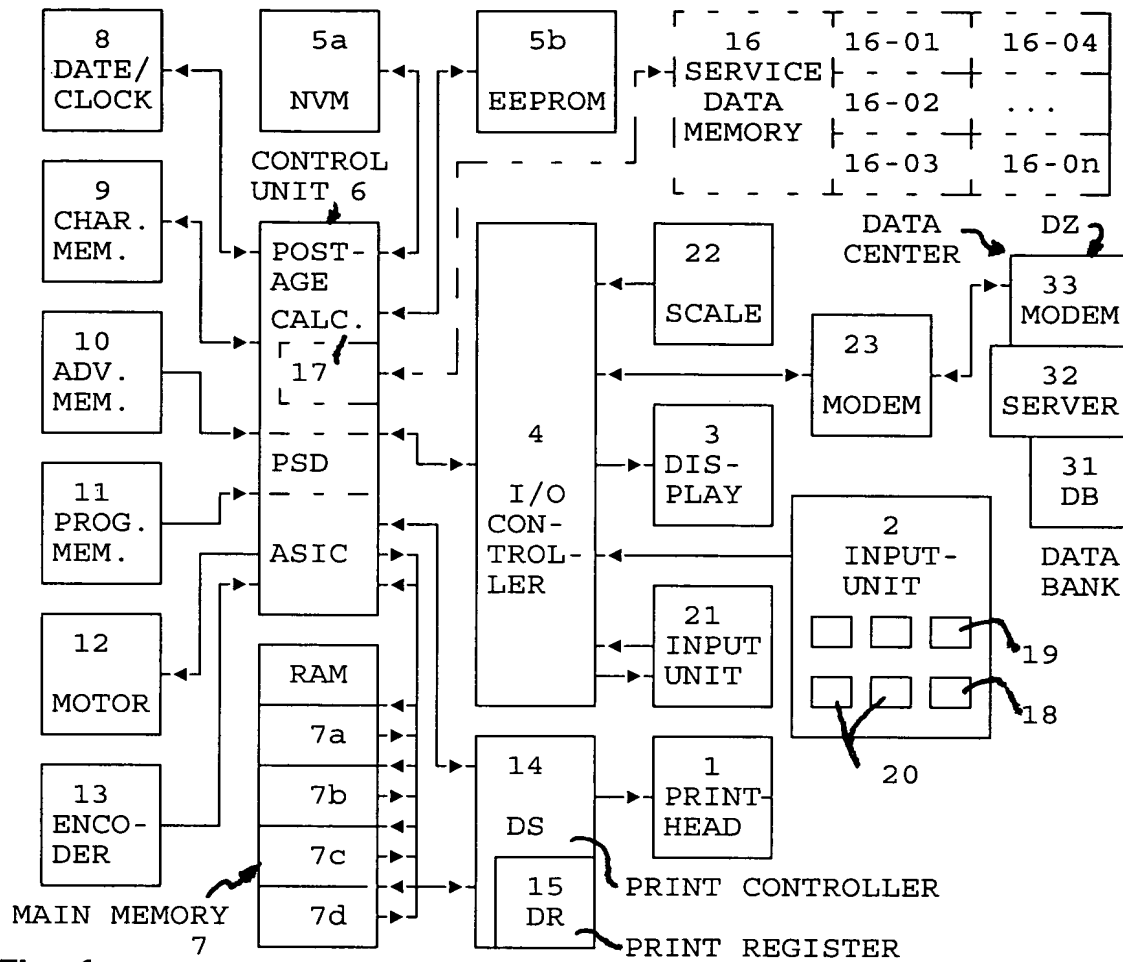 8
DATE/
CLOCK
5a
NVM
5b
EEPROM
16
SERVICE
DATA
MEMORY
16-01
16-02
16-03
16-04
...
16-0n
CONTROL
UNIT 6
9
CHAR.
MEM.
10
ADV.
MEM.
11
PROG.
MEM.
12
MOTOR
13
ENCO-
DER
POST-
AGE
CALC.
17
PSD
ASIC
RAM
7a
7b
7c
7d
MAIN MEMORY
7
4
I/O
CON-
TROL-
LER
22
SCALE
DATA
CENTER
DZ
33
MODEM
23
MODEM
32
SERVER
31
DB
DATA
BANK
3
DIS-
PLAY
2
INPUT-
UNIT
19
18
20
21
INPUT
UNIT
14
DS
15
DR
1
PRINT
HEAD
PRINT CONTROLLER
PRINT REGISTER